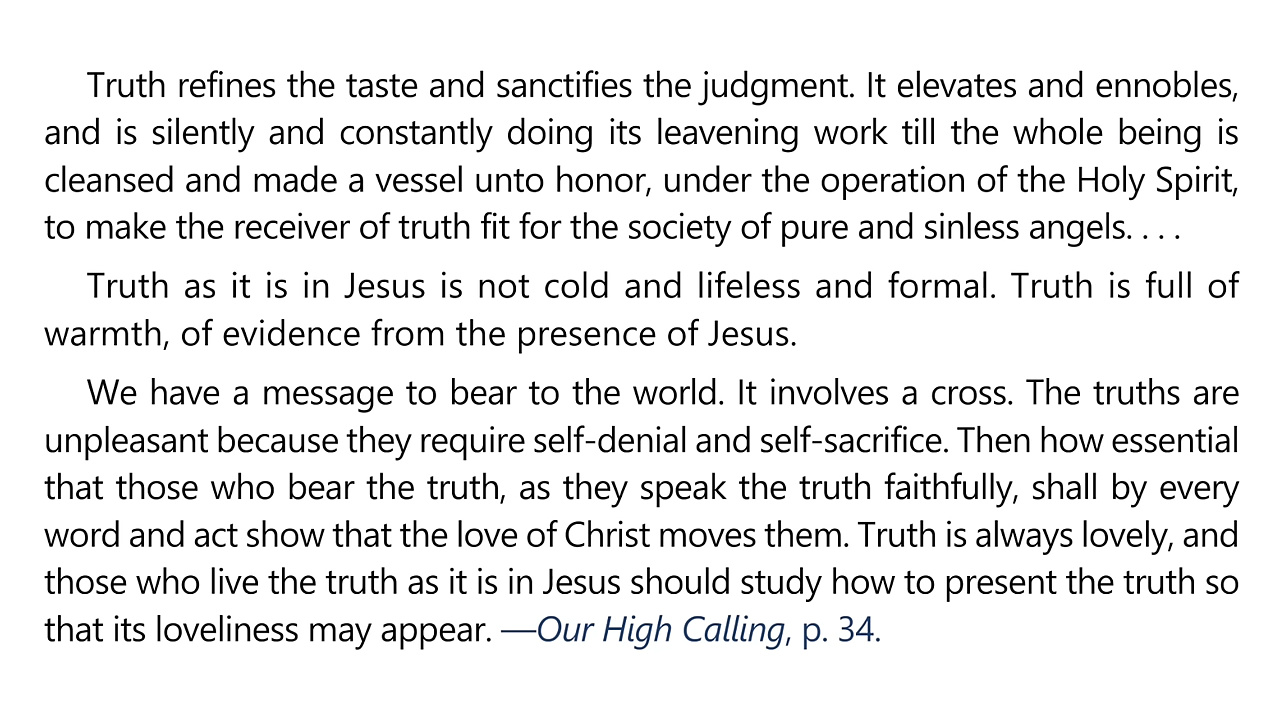 Truth refines the taste and sanctifies the judgment. It elevates and ennobles,
and is silently and constantly doing its leavening work till the whole being is
cleansed and made a vessel unto honor, under the operation of the Holy Spirit,
to make the receiver of truth fit for the society of pure and sinless angels. . . .
Truth as it is in Jesus is not cold and lifeless and formal. Truth is full of
warmth, of evidence from the presence of Jesus.
We have a message to bear to the world. It involves a cross. The truths are
unpleasant because they require self-denial and self-sacrifice. Then how essential
that those who bear the truth, as they speak the truth faithfully, shall by every
word and act show that the love of Christ moves them. Truth is always lovely, and
those who live the truth as it is in Jesus should study how to present the truth so
that its loveliness may appear. —Our High Calling, p. 34.